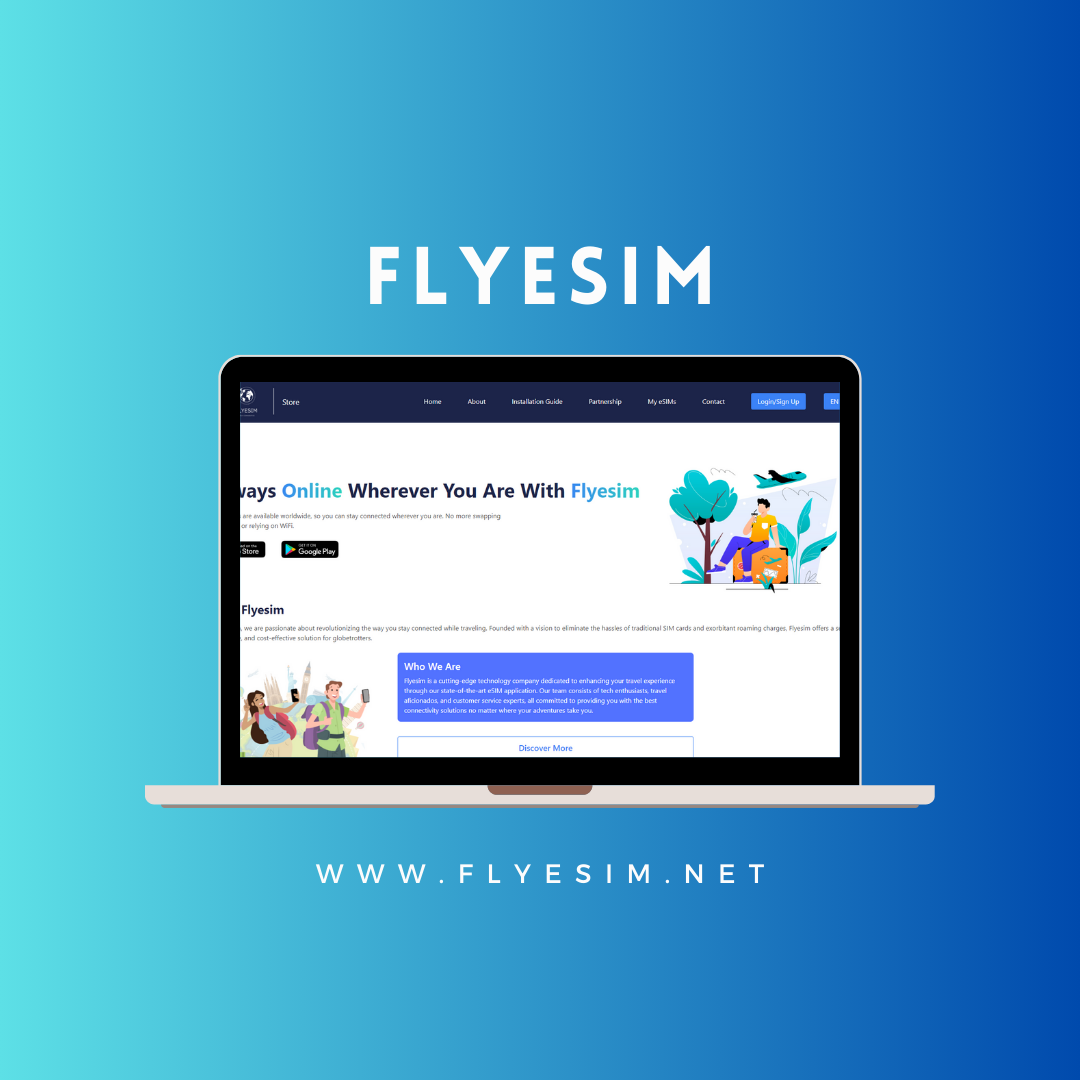 FLYESIM
Store
Home
About
Installation Guide
Partnership
My eSIMs
Contact
Login/Sign Up
EN
Online Wherever You Are With Flyesim
are available worldwide, so you can stay connected wherever you are. No more swapping
or relying on WiFi.
Store
GET IT ON
Google Play
Flyesim
we are passionate about revolutionizing the way you stay connected while traveling. Founded with a vision to eliminate the hassles of traditional SIM cards and exorbitant roaming charges, Flyesim offers a
and cost-effective solution for globetrotters.
Who We Are
Flyesim is a cutting-edge technology company dedicated to enhancing your travel experience
through our state-of-the-art eSIM application. Our team consists of tech enthusiasts, travel
aficionados, and customer service experts, all committed to providing you with the best
connectivity solutions no matter where your adventures take you.
Discover More
WWW.FLYESIM.NET